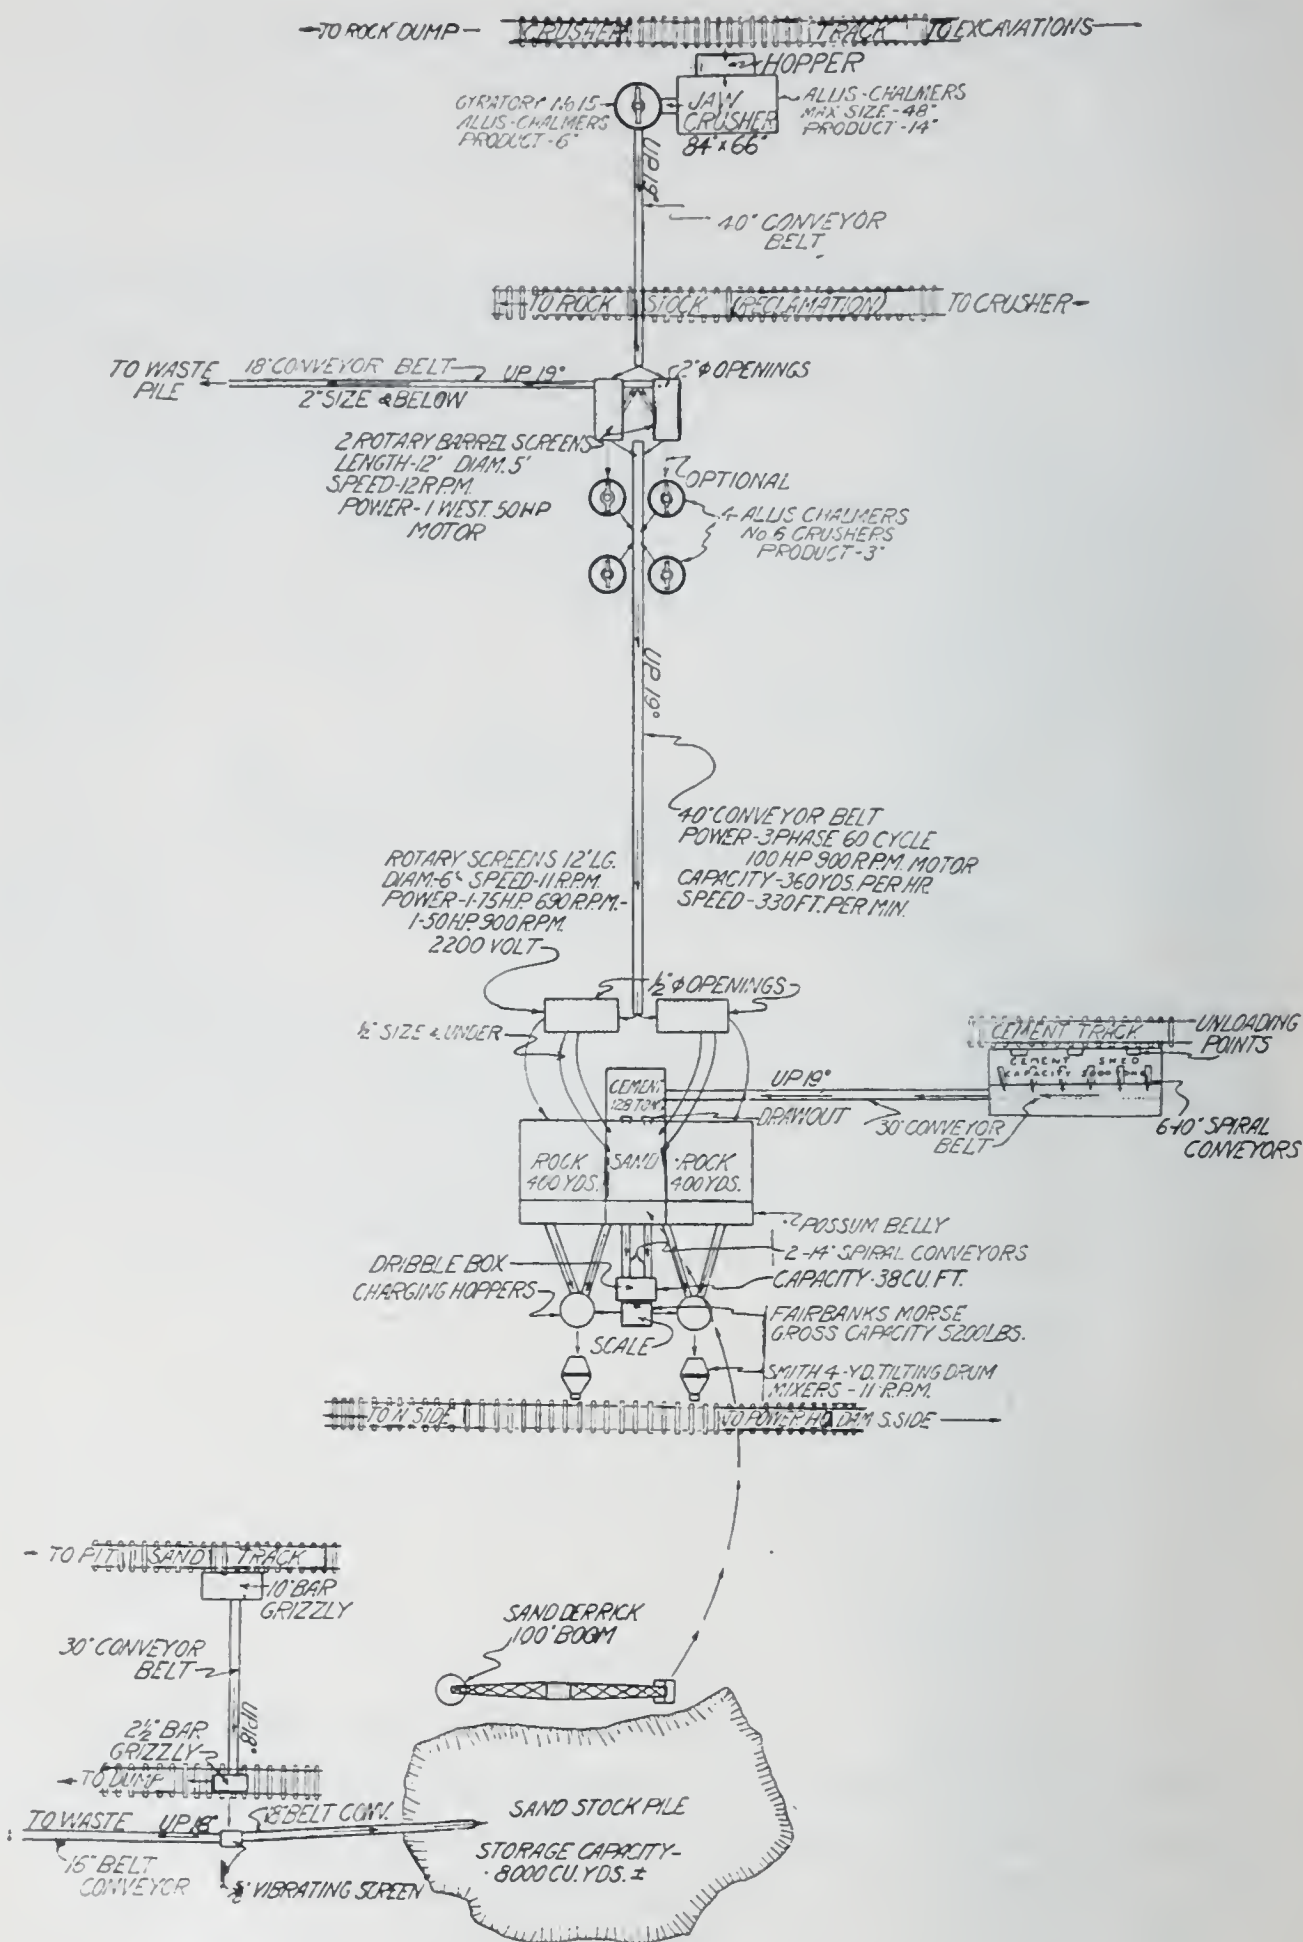 TO ROCK DUMP
CRUSHER TRACK
TO EXCAVATIONS
HOPPER
GYRATORY No 15
ALLIS-CHALMERS
PRODUCT-6"
JAW
CRUSHER
84"x66"
ALLIS-CHALMERS
MAX SIZE-48"
PRODUCT-14"
UP 19°
40" CONVEYOR
BELT
TO ROCK STOCK (RECLAMATION)
TO CRUSHER
TO WASTE
PILE
18" CONVEYOR BELT
UP 19°
2" SIZE & BELOW
2" ϕ OPENINGS
2 ROTARY BARREL SCREENS
LENGTH-12' DIAM. 5'
SPEED-12 R.P.M.
POWER-1 WEST. 50 HP
MOTOR
OPTIONAL
4-ALLIS CHALMERS
No. 6 CRUSHERS
PRODUCT-3"
UP 19°
40" CONVEYOR BELT
POWER-3 PHASE 60 CYCLE
100 HP 900 R.P.M. MOTOR
CAPACITY-360 YDS. PER HR.
SPEED-330 FT. PER MIN.
ROTARY SCREENS 12' LG.
DIAM-6' SPEED-11 R.P.M.
POWER-1-75 H.P. 690 R.P.M.-
1-50 H.P. 900 R.P.M.
2200 VOLT
½" ϕ OPENINGS
½" SIZE & UNDER
CEMENT TRACK
UNLOADING
POINTS
CEMENT SHED
CAPACITY 5000 TONS
UP 19°
CEMENT
128 TON
DRAWOUT
30" CONVEYOR
BELT
6-10" SPIRAL
CONVEYORS
ROCK
400 YDS.
SAND
ROCK
400 YDS.
POSSUM BELLY
2-14" SPIRAL CONVEYORS
DRIBBLE BOX
CAPACITY-38 CU. FT.
CHARGING HOPPERS
FAIRBANKS MORSE
GROSS CAPACITY 5200 LBS.
SCALE
SMITH 4-YD. TILTING DRUM
MIXERS - 11 R.P.M.
TO N SIDE
TO POWER HO DAM S. SIDE
TO PIT SAND TRACK
10" BAR
GRIZZLY
30" CONVEYOR
BELT
UP 18°
SAND DERRICK
100' BOOM
2½" BAR
GRIZZLY
TO DUMP
TO WASTE
UP 18°
18" BELT CONV.
16" BELT
CONVEYOR
VIBRATING SCREEN
SAND STOCK PILE
STORAGE CAPACITY-
8000 CU. YDS. ±